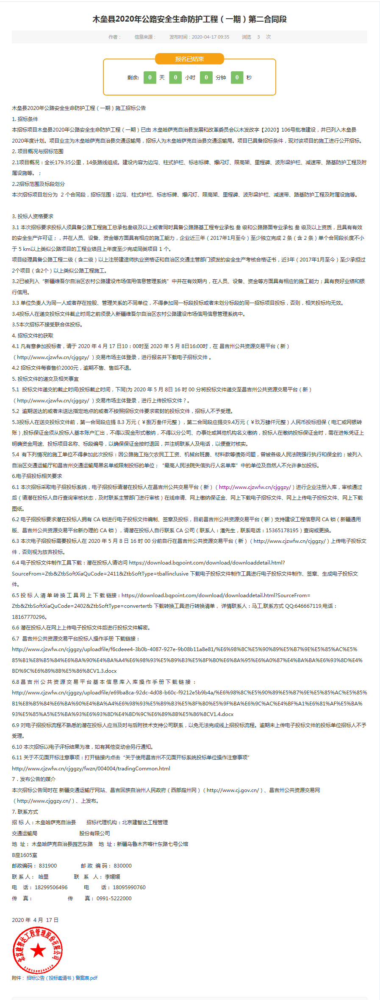 木垒县2020年公路安全生命防护工程（一期）第二合同段
作者： 信息来源： 发布时间：2020-04-17 09:35 浏览 3 次
报名已结束
剩余: 0 天 0 小时 0 分钟 0 秒
木垒县2020年公路安全生命防护工程（一期）施工招标公告
1. 招标条件
本招标项目木垒县2020年公路安全生命防护工程（一期）已由 木垒哈萨克自治县发展和改革委员会以木发改字【2020】106号批准建设，并已列入木垒县
2020年度计划。项目业主为木垒哈萨克自治县交通运输局，招标人为木垒哈萨克自治县交通运输局。项目已具备招标条件，现对该项目的施工进行公开招标。
2. 项目概况与招标范围
2.1项目概况：全长179.35公里，14条路线组成。建设内容为边沟、柱式护栏、标志标牌、爆闪灯、限高架、里程碑、波形梁护栏、减速带、路基防护工程及附
属设施等。；
2.2招标范围及标段划分
本次招标项目划分为 2 个合同段，招标范围：边沟、柱式护栏、标志标牌、爆闪灯、限高架、里程碑、波形梁护栏、减速带、路基防护工程及附属设施等。
3. 投标人资格要求
3.1 本次招标要求投标人须具备公路工程施工总承包叁级及以上或者同时具备公路路基工程专业承包 叁 级和公路路面专业承包 叁 级及以上资质，且具有有效
的安全生产许可证；，并在人员、设备、资金等方面具有相应的施工能力，企业近三年（2017年1月至今）至少独立完成 2 条（含 2 条）单个合同段长度不小
于 5 km以上类似公路项目的工程业绩且上年度至少完成同类项目 1 个。
项目经理具备公路工程二级（含二级）以上注册建造师执业资格证和自治区交通主管部门颁发的安全生产考核合格证书，近3年（2017年1月至今）至少承担过
2个项目（含2个）以上类似公路工程施工。
3.2已被列入“新疆维吾尔自治区农村公路建设市场信用信息管理系统”中并在有效期内，在人员、设备、资金等方面具有相应的施工能力；具有良好业绩和银
行信用。
3.3 单位负责人为同一人或者存在控股、管理关系的不同单位，不得参加同一标段投标或者未划分标段的同一招标项目投标，否则，相关投标均无效。
3.4投标人在递交投标文件截止时间之前须录入新疆维吾尔自治区农村公路建设市场信用信息管理系统中。
3.5本次招标不接受联合体投标。
4. 招标文件的获取
4.1 凡有意参加投标者，请于 2020 年 4 月 17 日10：00时至 2020 年 5 月 8日16:00时，在 昌吉州公共资源交易平台（新）
（http://www.cjzwfw.cn/cjggzy/ ）交易市场主体登录，进行报名并下载电子招标文件 。
4.2 招标文件每套售价2000元，逾期不售、售后不退。
5. 投标文件的递交及相关事宜
5.1 投标文件递交的截止时间(投标截止时间，下同)为 2020 年 5 月 8日 16 时 00 分将投标文件递交至昌吉州公共资源交易平台（新）
（http://www.cjzwfw.cn/cjggzy/ ）交易市场主体登录，进行上传投标文件？。
5.2 逾期送达的或者未送达指定地点的或者不按照招标文件要求密封的投标文件，招标人不予受理。
5.3投标人在送交投标文件前，第一合同段应提 8.3 万元（￥捌万叁仟元整），第二合同段应提交9.4万元（￥玖万肆仟元整）人民币投标担保（电汇或网银转
账）,投标保证金须从投标人基本账户汇出，不得以现金形式缴纳，不得以分公司、办事处或其他机构名义缴纳，投标人在缴纳投标保证金时，需在进帐凭证上
明确资金用途、投标项目名称、标段编号，以确保保证金按时退回，并注明联系人及电话，以便查对核实。
5.4 有下列情况的施工单位不得参加此次投标：因公路施工拖欠农民工工资、机械台班费、材料款等债务问题，曾被各级人民法院强行执行和保全的；被列入
自治区交通运输厅和昌吉州交通运输局黑名单或限制投标的单位；“最高人民法院失信执行人名单库”中的单位及自然人不允许参加投标。
6.电子招投标相关要求
6.1 本次招标采取电子招投标系统，电子招投标请潜在投标人在昌吉州公共交易平台（新）（http://www.cjzwfw.cn/cjggzy/）进行企业注册入库，审核通过
后（请潜在投标人自行查询审核状态，及时联系主管部门进行审核）在线申请、网上缴纳保证金、网上下载电子招标文件、网上上传电子投标文件、网上下载
图纸。
6.2 电子招投标要求潜在投标人拥有 CA 锁进行电子投标文件编制、签章及投标，目前昌吉州公共资源交易平台（新）支持建设工程信息网 CA 锁（新疆通用
版、昌吉州公共资源交易平台新办理的 CA 锁），请潜在投标人自行联系 CA 公司（联系人：潘先生，联系电话：15365178195）查询或更换。
6.3 本次电子招投标需要投标人在 2020 年 5 月 8 日 16 时 00 分前自行在昌吉州公共资源交易平台（新）（http://www.cjzwfw.cn/cjggzy/）上传电子投标文
件，否则视为放弃投标。
6.4 电子投标文件制作工具下载：潜在投标人请访问 https://download.bqpoint.com/download/downloaddetail.html?
SourceFrom=Ztb&ZtbSoftXiaQuCode=2411&ZtbSoftType=tballinclusive 下载电子投标文件制作工具进行电子投标文件制作、签章、生成电子投标文
件。
6.5 投 标 人 清 单 转 换 工 具 网 上 下 载 链接：https://download.bqpoint.com/download/downloaddetail.html?SourceFrom=
Ztb&ZtbSoftXiaQuCode=2402&ZtbSoftType=convertertb 下载转换工具进行转换清单， 详情联系人：马工,联系方式 QQ:646667119,电话：
18167770296。
6.6 潜在投标人在网上上传电子投标文件后进行投标文件解密。
6.7 昌吉州公共资源交易平台投标人操作手册 下载链接：
http://www.cjzwfw.cn/cjggzy/uploadfile/f6cdeee4-3b0b-4087-927e-9b08b11a8e81/%E6%98%8C%E5%90%89%E5%B7%9E%E5%85%AC%E5%
85%B1%E8%B5%84%E6%BA%90%E4%BA%A4%E6%98%93%E5%B9%B3%E5%8F%B0%E6%8A%95%E6%A0%87%E4%BA%BA%E6%93%8D%E4%
BD%9C%E6%89%8B%E5%86%8CV1.3.docx
6.8 昌 吉 州 公 共 资 源 交 易 平 台 基 本 信 息 库 入 库 操 作 手 册 下 载 链 接 ：
http://www.cjzwfw.cn/cjggzy/uploadfile/e69ba8ca-92dc-4d08-b60c-f9212e5b9b4a/%E6%98%8C%E5%90%89%E5%B7%9E%E5%85%AC%E5%85%
B1%E8%B5%84%E6%BA%90%E4%BA%A4%E6%98%93%E5%B9%B3%E5%8F%B0%E5%9F%BA%E6%9C%AC%E4%BF%A1%E6%81%AF%E5%BA%
93%E5%85%A5%E5%BA%93%E6%93%8D%E4%BD%9C%E6%89%8B%E5%86%8CV1.4.docx
6.9 对电子招投标流程不熟悉的潜在投标人应当及时与后附技术支持公司联系，以免无法完成线上招投标流程。逾期未上传电子投标文件的投标单位招标人不予
受理。
6.10 本次招标以电子评标结果为准，如有其他变动会另行通知。
6.11 关于不见面开标注意事项：打开链接内点击“关于使用昌吉州不见面开标系统投标单位操作注意事项”
http://www.cjzwfw.cn/cjggzy/fwzn/004004/tradingCommon.html
7．发布公告的媒介
本次招标公告同时在 新疆交通运输厅网站、昌吉回族自治州人民政府（西部庭州网）（http://www.cj.gov.cn/）、昌吉州公共资源交易网
（http://www.cjggzy.cn/）、上发布。
7. 联系方式
招 标 人：木垒哈萨克自治县 招标代理机构：北京建智达工程管理
交通运输局 股份有限公司
地 址： 木垒哈萨克自治县园艺东路 地 址：新疆乌鲁木齐喀什东路七号公馆
B座1605室
邮政编码： 831900 邮 政 编 码： 830000
联 系 人： 哈里 联 系 人： 李媛媛
电 话： 18299506496 电 话： 18095990760
传 真： 传 真： 0991-5222000
2020 年 4 月 17 日
北京建智达工程管理股份有限公司
附件： 招标公告（投标邀请书）备案表.pdf